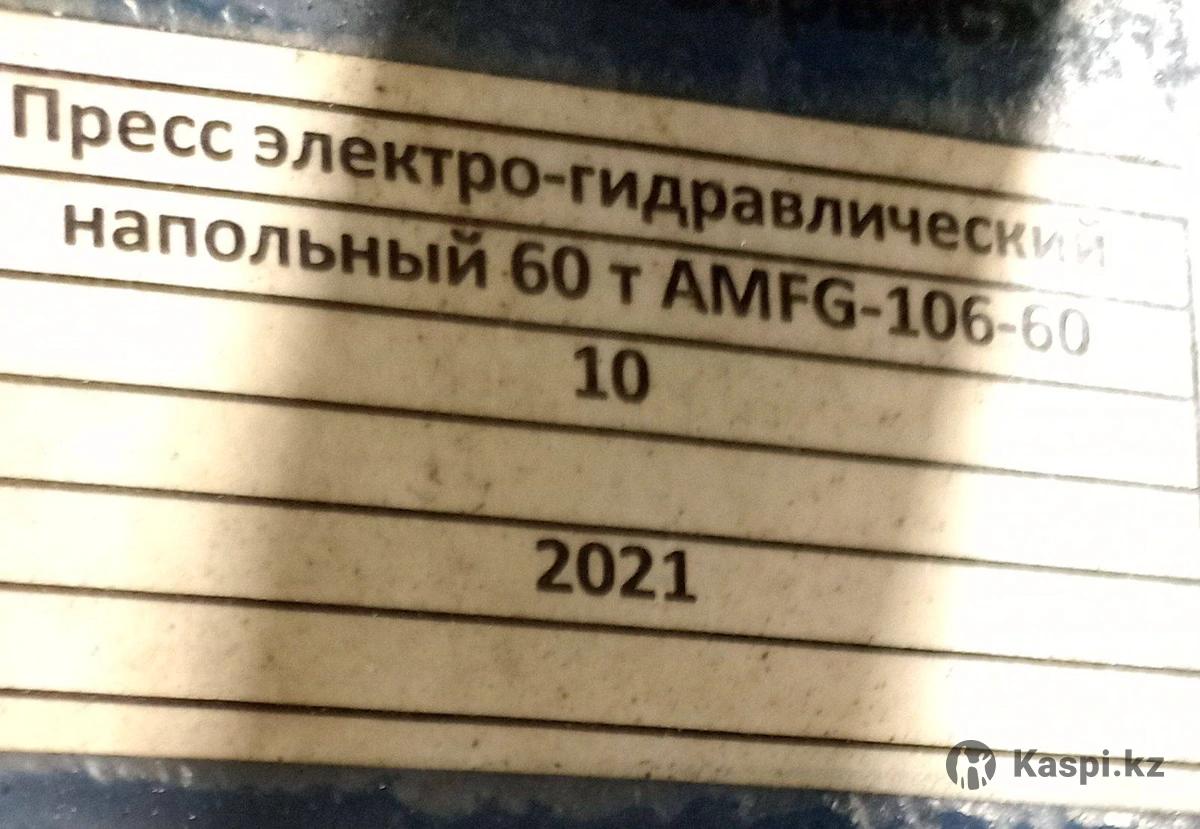 Пресс электро-гидравлический
напольный 60 т AMFG-106-60
10
2021
Kaspi.kz